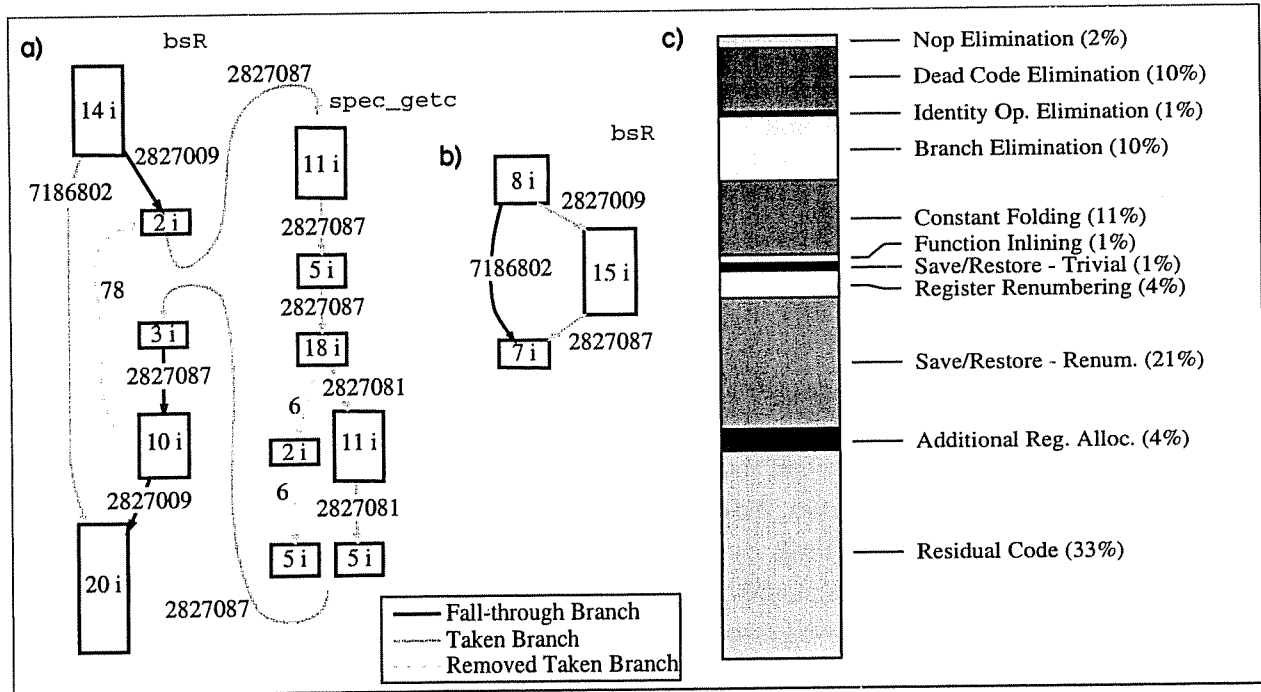 a)
bsR
2827087
14 i
spec_getc
2827009
11 i
7186802
2827087
2 i
5 i
78
2827087
3 i
18 i
2827087
2827081
6
10 i
2 i
11 i
2827009
6
2827081
20 i
5 i
5 i
2827087
b)
bsR
8 i
2827009
7186802
15 i
2827087
7 i
Fall-through Branch
Taken Branch
Removed Taken Branch
c)
Nop Elimination (2%)
Dead Code Elimination (10%)
Identity Op. Elimination (1%)
Branch Elimination (10%)
Constant Folding (11%)
Function Inlining (1%)
Save/Restore - Trivial (1%)
Register Renumbering (4%)
Save/Restore - Renum. (21%)
Additional Reg. Alloc. (4%)
Residual Code (33%)